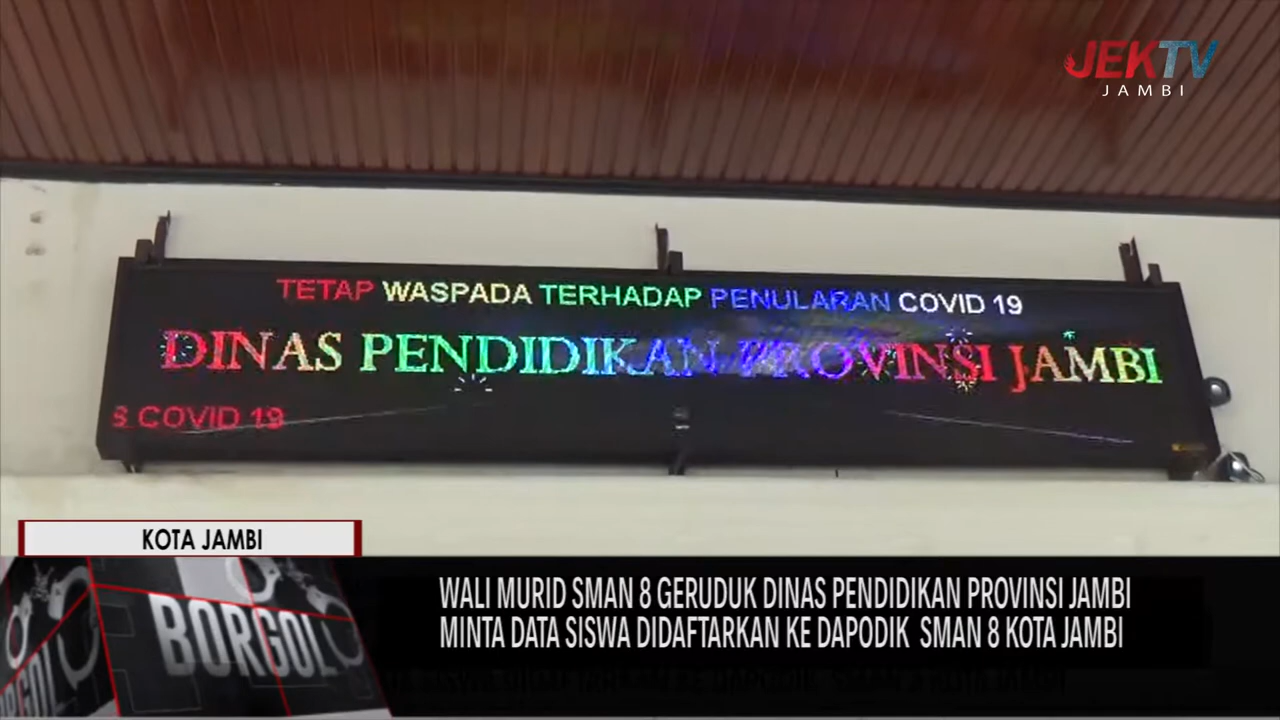 JEKTV
JAMBI
TETAP WASPADA TERHADAP PENULARAN COVID 19
DINAS PENDIDIKAN PROVINSI JAMBI
S COVID 19
KOTA JAMBI
BORGOL
WALI MURID SMAN 8 GERUDUK DINAS PENDIDIKAN PROVINSI JAMBI
MINTA DATA SISWA DIDAFTARKAN KE DAPODIK SMAN 8 KOTA JAMBI